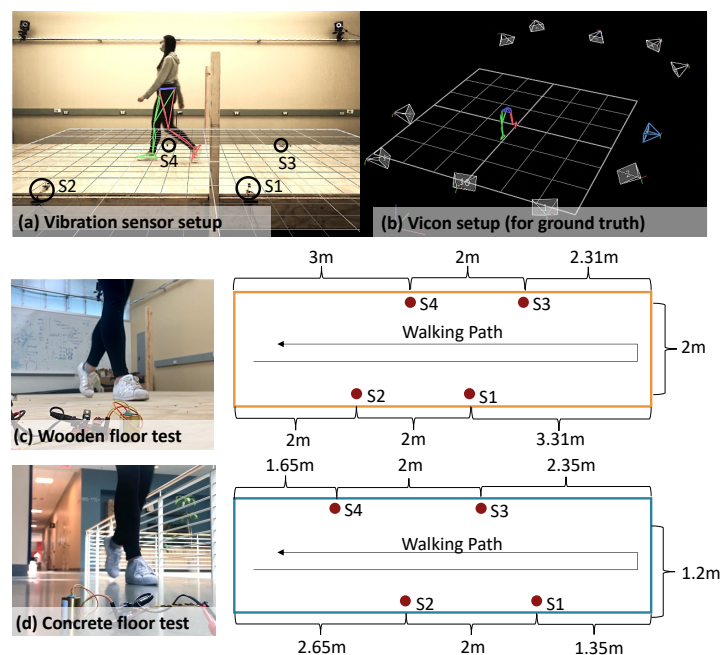 S4
S3
S2
S1
(a) Vibration sensor setup
(b) Vicon setup (for ground truth)
3m
2m
2.31m
S4
S3
Walking Path
2m
S2
S1
(c) Wooden floor test
2m
2m
3.31m
1.65m
2m
2.35m
S4
S3
Walking Path
1.2m
S2
S1
(d) Concrete floor test
2.65m
2m
1.35m